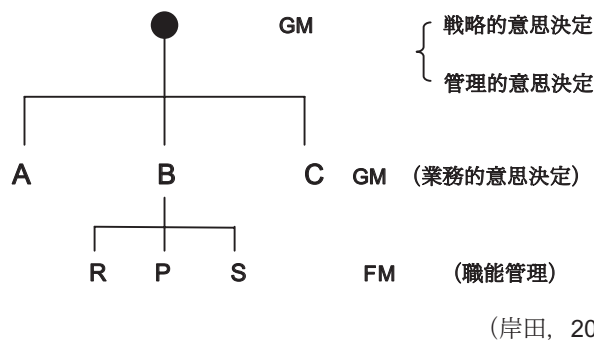 GM 戦略的意思決定
管理的意思決定
A B C GM （業務的意思決定）
R P S FM （職能管理）
（岸田, 20